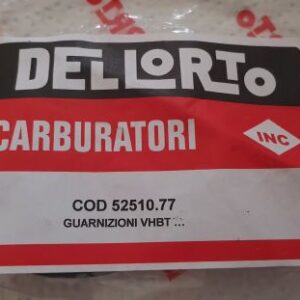 DELLORTO
CARBURATORI
INC
COD 52510.77
GUARNIZIONI VHBT ...